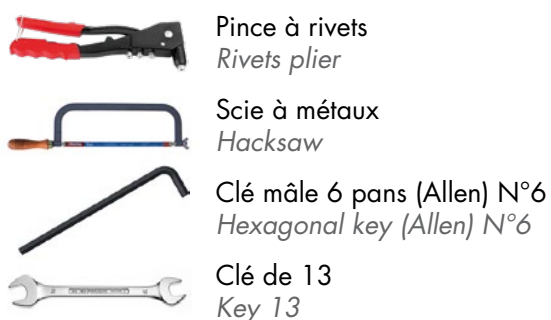 Pince à rivets
Rivets plier
Scie à métaux
Hacksaw
Clé mâle 6 pans (Allen) N°6
Hexagonal key (Allen) N°6
Clé de 13
Key 13